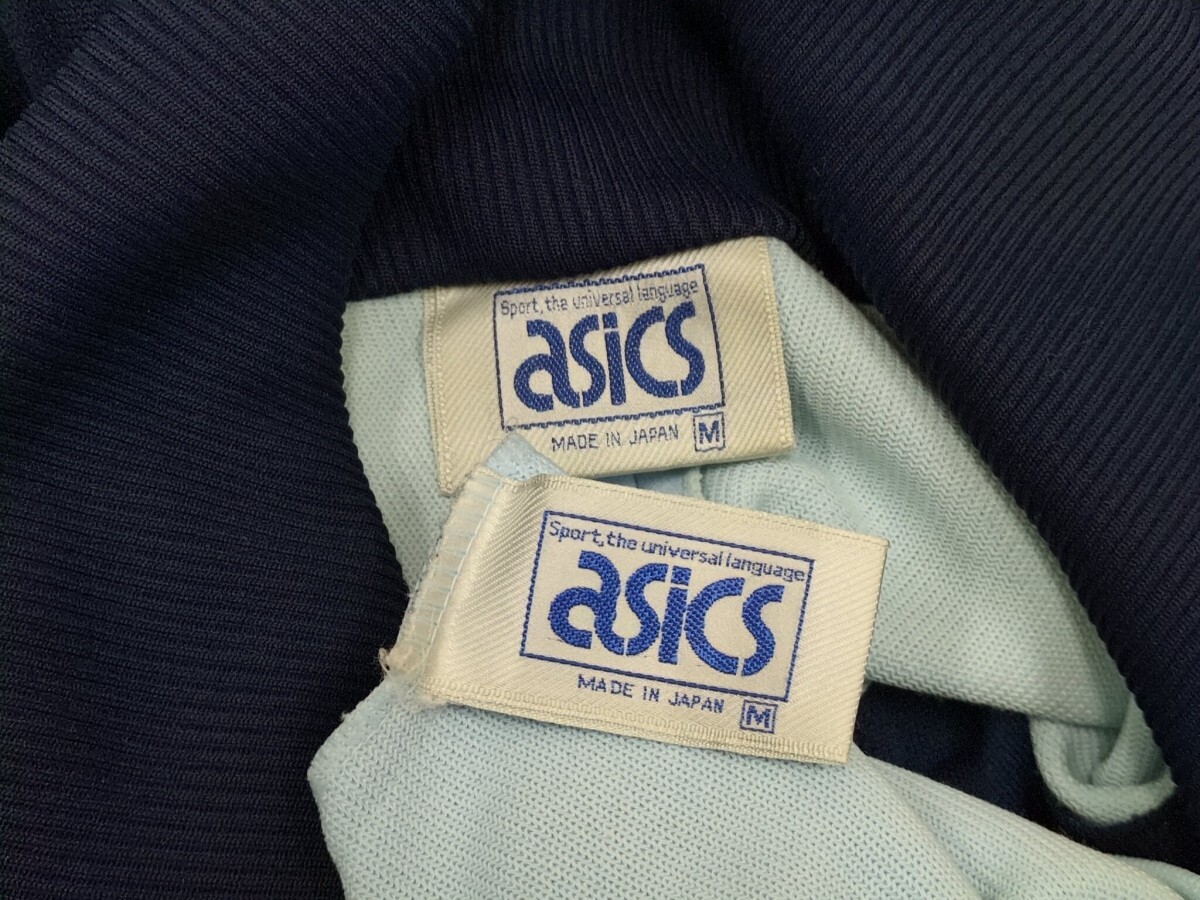 Sport, the universal language
asics
MADE IN JAPAN M
Sport, the universal language
asics
MADE IN JAPAN M